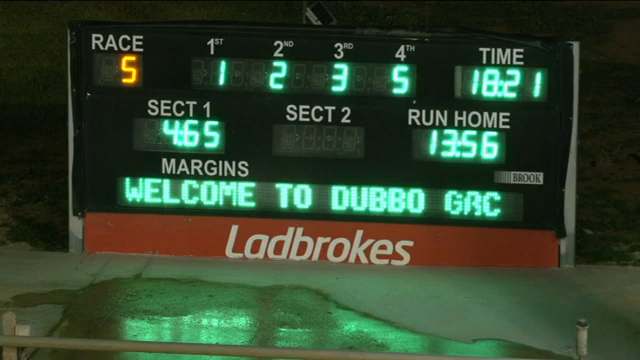 RACE 1ST 2ND 3RD 4TH TIME
5 1 2 3 5 18:21
SECT 1 SECT 2 RUN HOME
4.65 13:56
MARGINS
BROOK
WELCOME TO DUBBO GRC
Ladbrokes